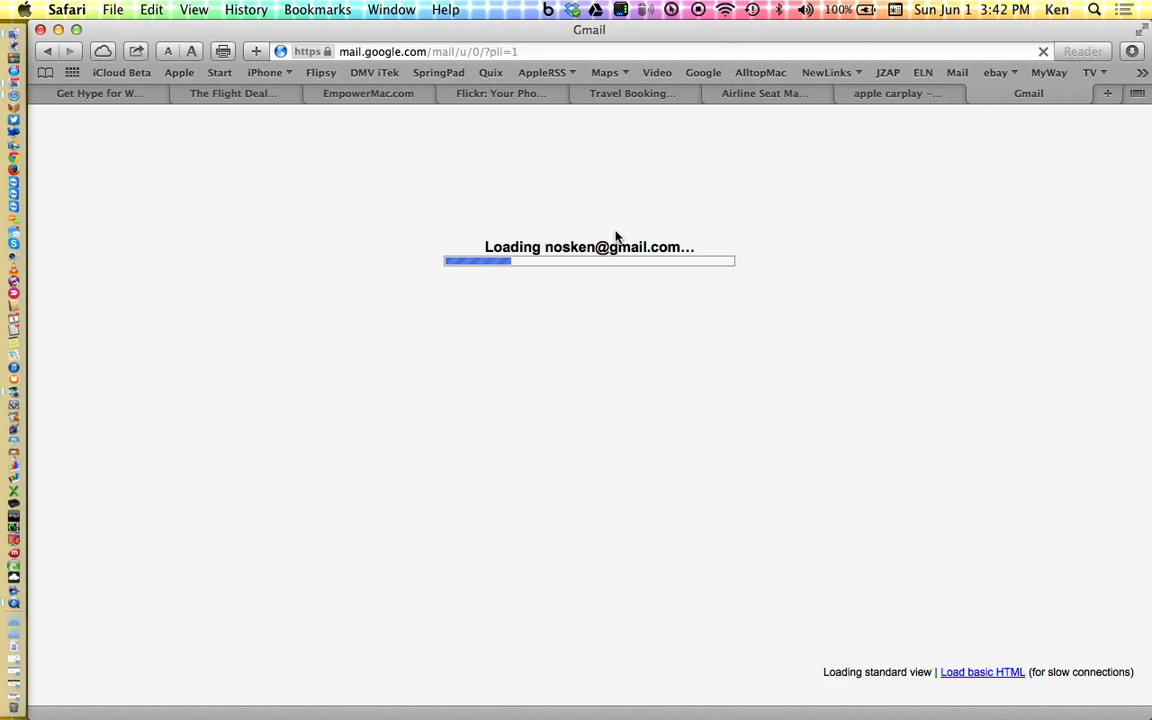 Safari File Edit View History Bookmarks Window Help 100% Sun Jun 1 3:42 PM Ken
Gmail
A A + https mail.google.com/mail/u/0/?pli=1 Reader
iCloud Beta Apple Start iPhone Flipsy DMV iTek SpringPad Quix AppleRSS Maps Video Google AlltopMac NewLinks JZAP ELN Mail ebay MyWay TV
Get Hype for W... The Flight Deal... EmpowerMac.com Flickr: Your Pho... Travel Booking... Airline Seat Ma... apple carplay –... Gmail
Loading nosken@gmail.com…
Loading standard view | Load basic HTML (for slow connections)